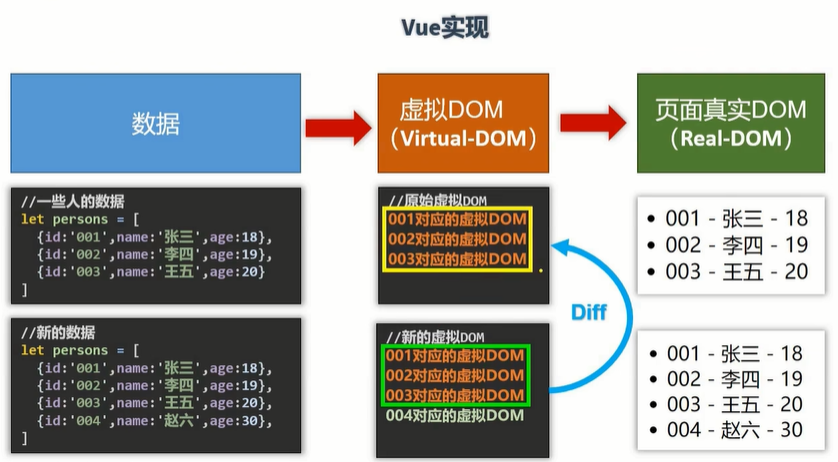 Vue实现
数据
虚拟DOM
（Virtual-DOM）
页面真实DOM
（Real-DOM）
//一些人的数据
let persons = [
{id:'001',name:'张三',age:18},
{id:'002',name:'李四',age:19},
{id:'003',name:'王五',age:20}
]
//原始虚拟DOM
001对应的虚拟DOM
002对应的虚拟DOM
003对应的虚拟DOM
• 001 - 张三 - 18
• 002 - 李四 - 19
• 003 - 王五 - 20
Diff
//新的数据
let persons = [
{id:'001',name:'张三',age:18},
{id:'002',name:'李四',age:19},
{id:'003',name:'王五',age:20},
{id:'004',name:'赵六',age:30},
]
//新的虚拟DOM
001对应的虚拟DOM
002对应的虚拟DOM
003对应的虚拟DOM
004对应的虚拟DOM
• 001 - 张三 - 18
• 002 - 李四 - 19
• 003 - 王五 - 20
• 004 - 赵六 - 30